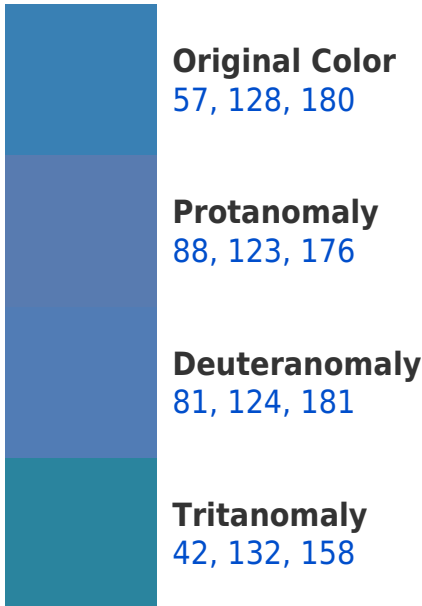 Original Color
57, 128, 180
Protanomaly
88, 123, 176
Deuteranomaly
81, 124, 181
Tritanomaly
42, 132, 158